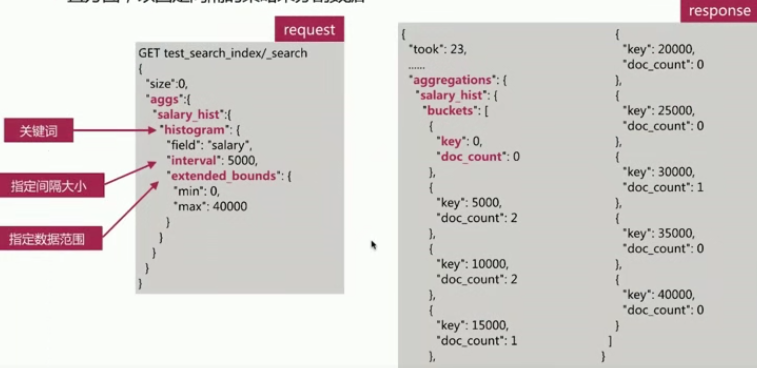 request
GET test_search_index/_search
{
"size":0,
"aggs":{
"salary_hist":{
"histogram": {
"field": "salary",
"interval": 5000,
"extended_bounds": {
"min": 0,
"max": 40000
}
}
}
}
}
关键词
指定间隔大小
指定数据范围
response
{
"took": 23,
......
"aggregations": {
"salary_hist": {
"buckets": [
{
"key": 0,
"doc_count": 0
},
{
"key": 5000,
"doc_count": 2
},
{
"key": 10000,
"doc_count": 2
},
{
"key": 15000,
"doc_count": 1
},
{
"key": 20000,
"doc_count": 0
},
{
"key": 25000,
"doc_count": 0
},
{
"key": 30000,
"doc_count": 1
},
{
"key": 35000,
"doc_count": 0
},
{
"key": 40000,
"doc_count": 0
}
]
}